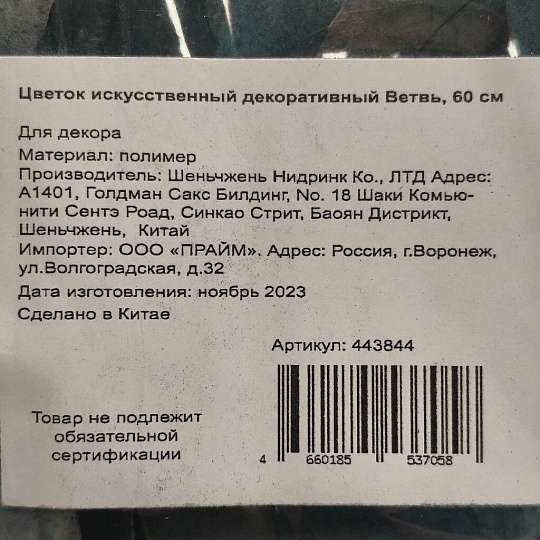 Цветок искусственный декоративный Ветвь, 60 см
Для декора
Материал: полимер
Производитель: Шеньчжень Нидринк Ко., ЛТД Адрес:
А1401, Голдман Сакс Билдинг, No. 18 Шаки Комью-
нити Сентэ Роад, Синкао Стрит, Баоян Дистрикт,
Шеньчжень, Китай
Импортер: ООО «ПРАЙМ». Адрес: Россия, г.Воронеж,
ул.Волгоградская, д.32
Дата изготовления: ноябрь 2023
Сделано в Китае
Артикул: 443844
Товар не подлежит
обязательной
сертификации
4 660185 537058